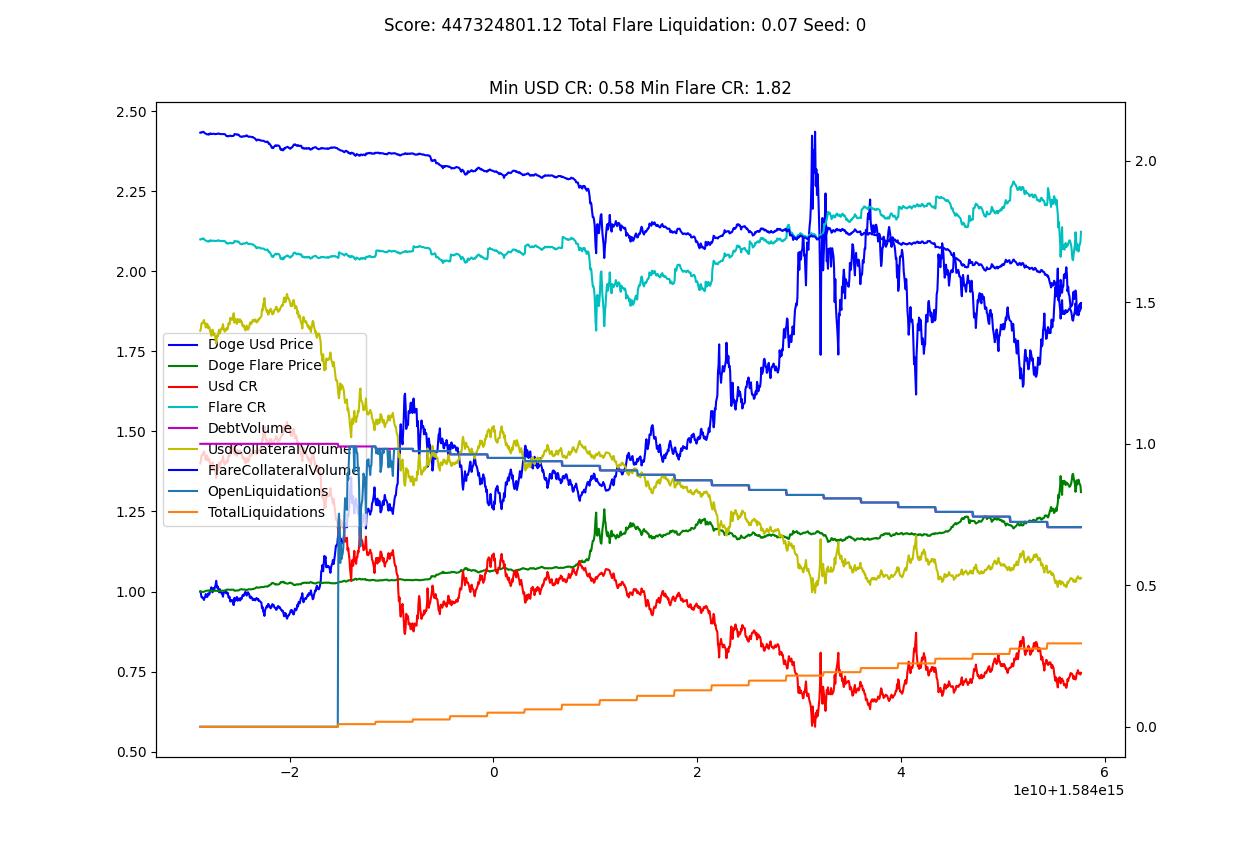 Score: 447324801.12 Total Flare Liquidation: 0.07 Seed: 0
Min USD CR: 0.58 Min Flare CR: 1.82
2.50
2.25
2.00
1.75
1.50
1.25
1.00
0.75
0.50
Doge Usd Price
Doge Flare Price
Usd CR
Flare CR
DebtVolume
UsdCollateralVolume
FlareCollateralVolume
OpenLiquidations
TotalLiquidations
2.0
1.5
1.0
0.5
0.0
−2 0 2 4 6
1e10+1.584e15